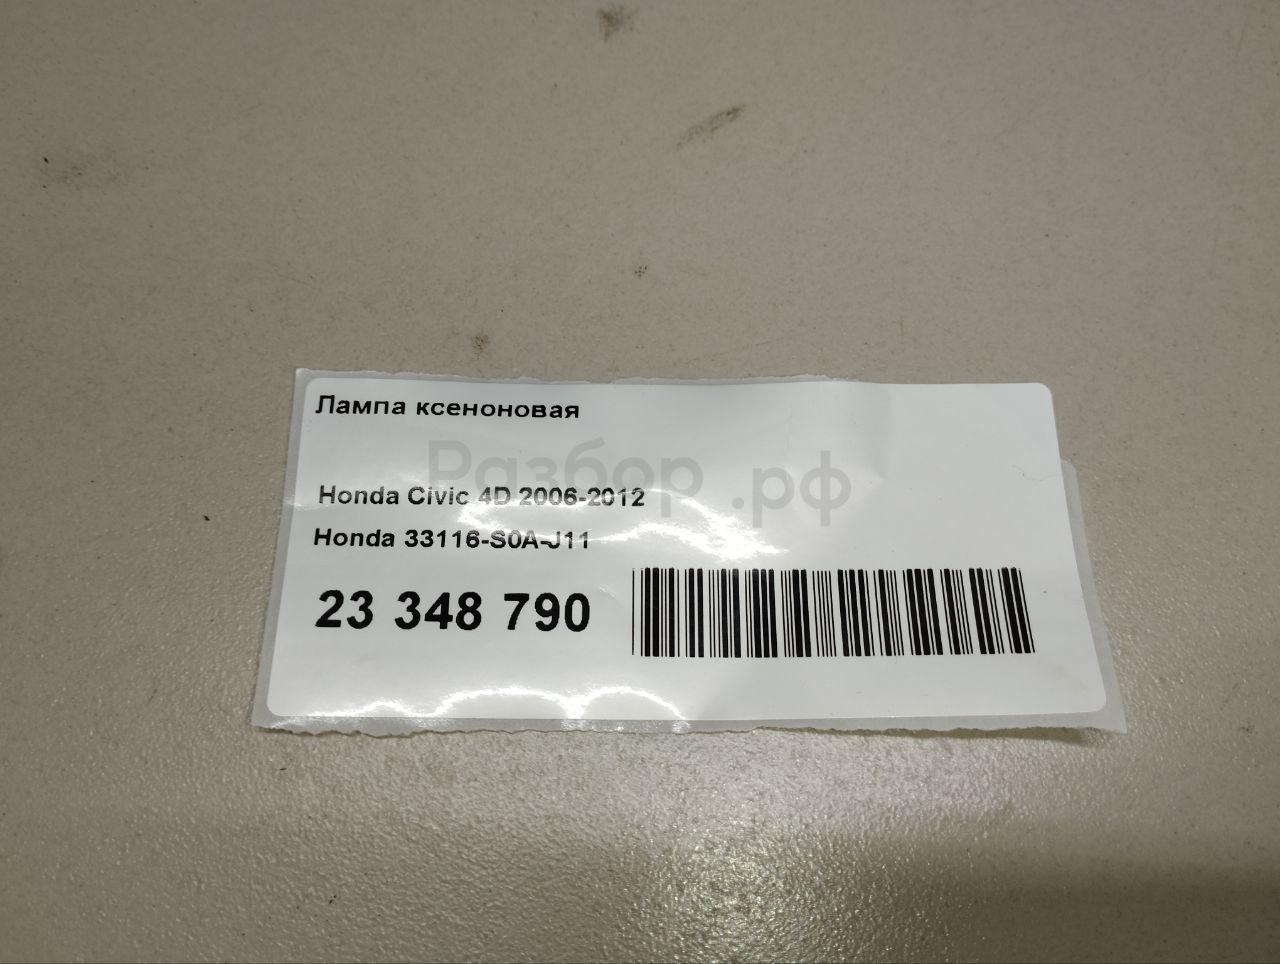 Лампа ксеноновая
Разбор.рф
Honda Civic 4D 2006-2012
Honda 33116-S0A-J11
23 348 790